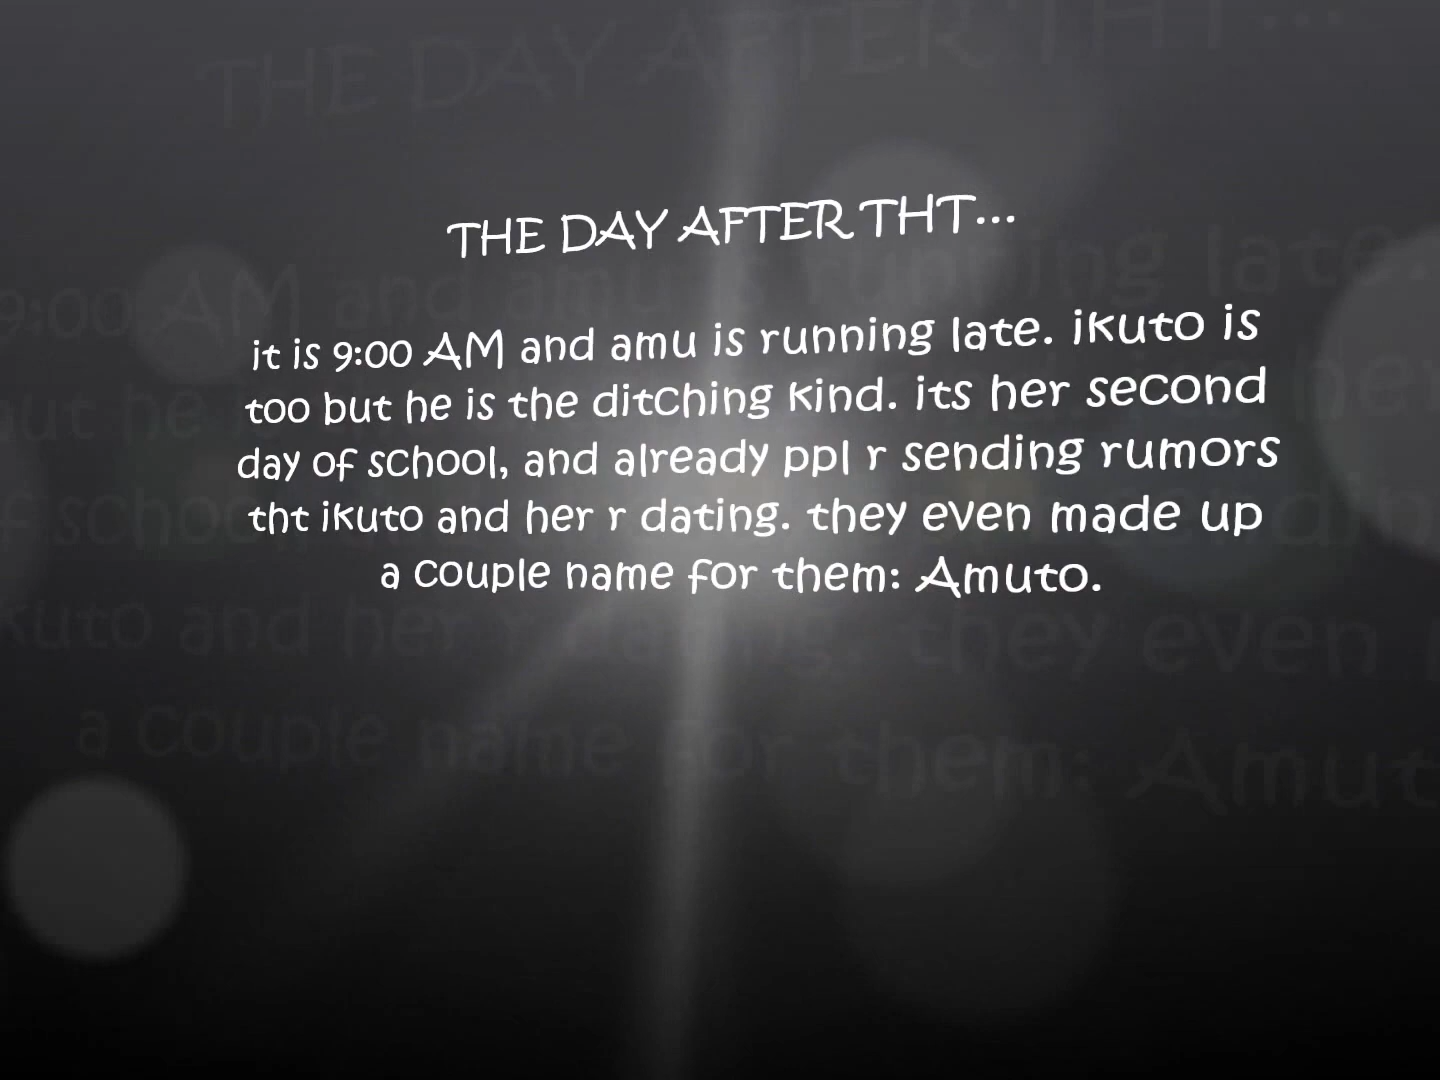 THE DAY AFTER THT...
it is 9:00 AM and amu is running late. ikuto is
too but he is the ditching kind. its her second
day of school, and already ppl r sending rumors
tht ikuto and her r dating. they even made up
a couple name for them: Amuto.